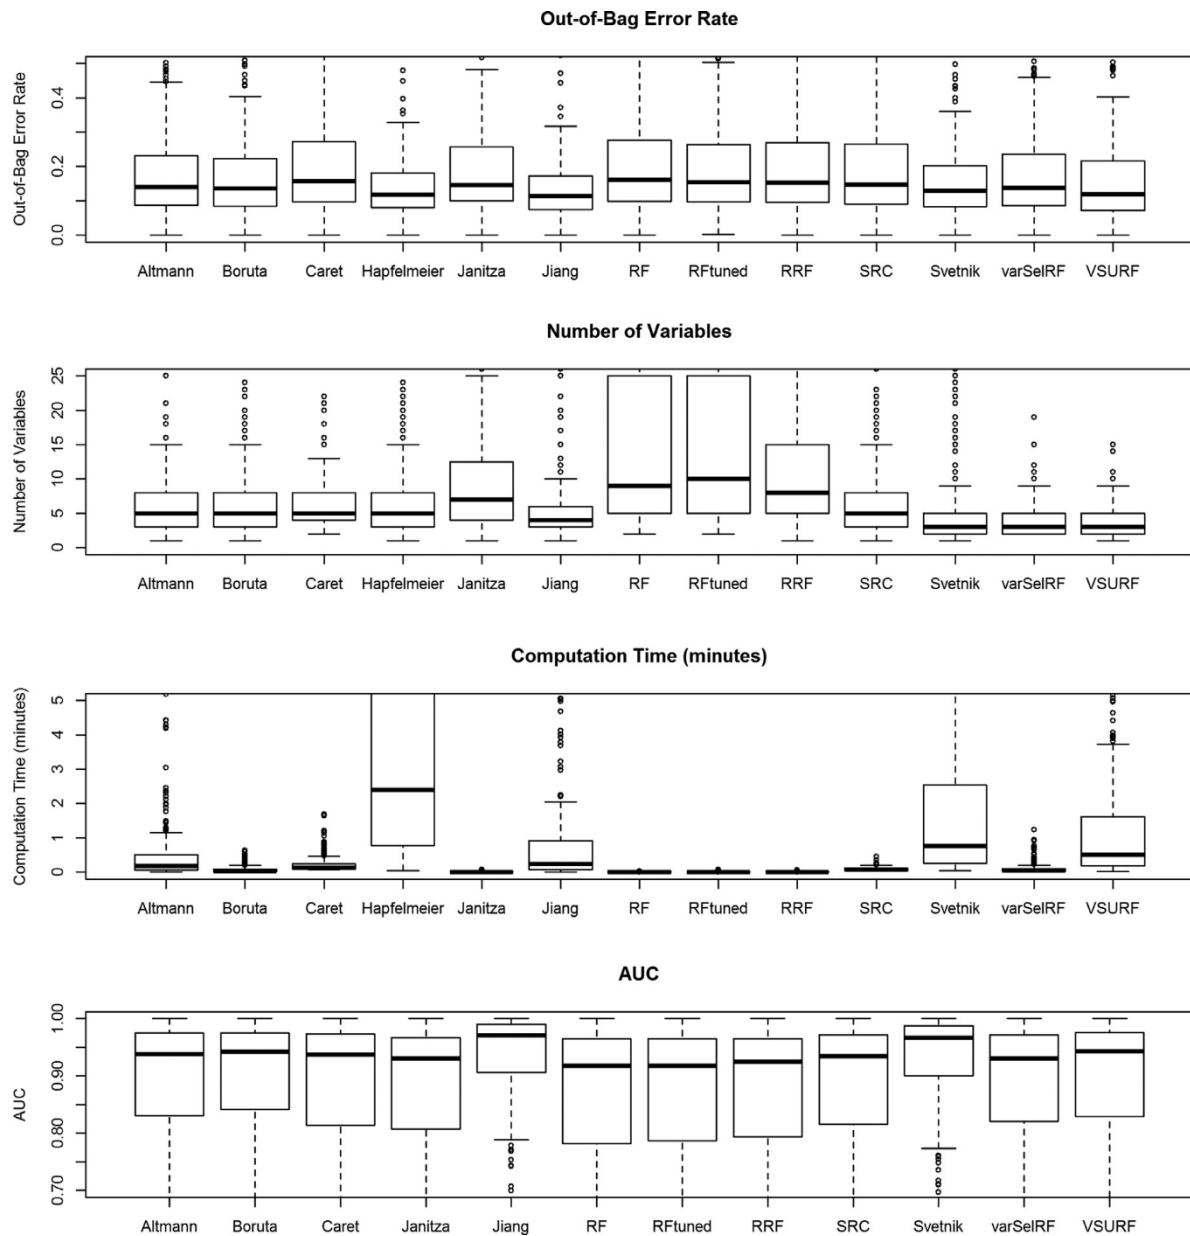 Out-of-Bag Error Rate
Out-of-Bag Error Rate
0.4
0.2
0.0
Altmann Boruta Caret Hapfelmeier Janitza Jiang RF RFtuned RRF SRC Svetnik varSelRF VSURF
Number of Variables
Number of Variables
25
20
15
10
5
0
Altmann Boruta Caret Hapfelmeier Janitza Jiang RF RFtuned RRF SRC Svetnik varSelRF VSURF
Computation Time (minutes)
Computation Time (minutes)
5
4
3
2
1
0
Altmann Boruta Caret Hapfelmeier Janitza Jiang RF RFtuned RRF SRC Svetnik varSelRF VSURF
AUC
AUC
1.00
0.90
0.80
0.70
Altmann Boruta Caret Janitza Jiang RF RFtuned RRF SRC Svetnik varSelRF VSURF